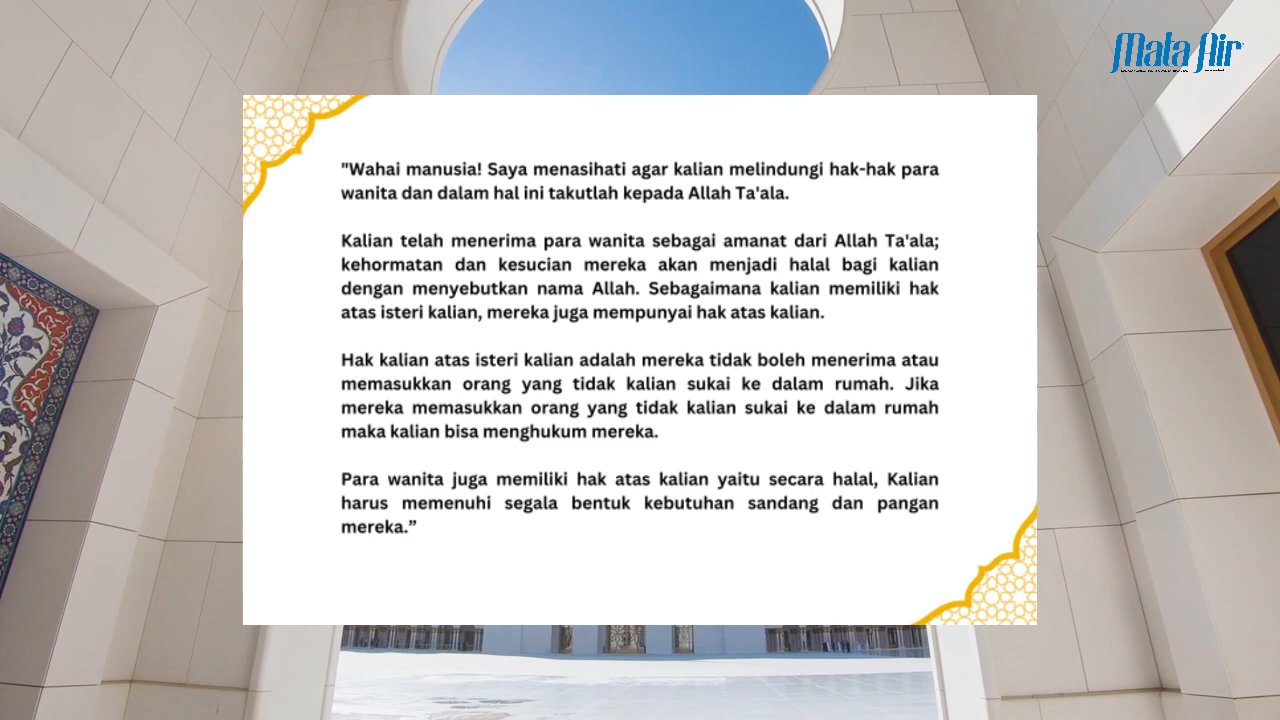 Mata Air
"Wahai manusia! Saya menasihati agar kalian melindungi hak-hak para
wanita dan dalam hal ini takutlah kepada Allah Ta'ala.
Kalian telah menerima para wanita sebagai amanat dari Allah Ta'ala;
kehormatan dan kesucian mereka akan menjadi halal bagi kalian
dengan menyebutkan nama Allah. Sebagaimana kalian memiliki hak
atas isteri kalian, mereka juga mempunyai hak atas kalian.
Hak kalian atas isteri kalian adalah mereka tidak boleh menerima atau
memasukkan orang yang tidak kalian sukai ke dalam rumah. Jika
mereka memasukkan orang yang tidak kalian sukai ke dalam rumah
maka kalian bisa menghukum mereka.
Para wanita juga memiliki hak atas kalian yaitu secara halal, Kalian
harus memenuhi segala bentuk kebutuhan sandang dan pangan
mereka.”